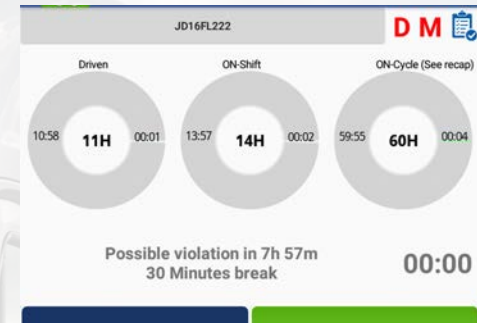 JD16FL222
D M
Driven
ON-Shift
ON-Cycle (See recap)
10:58 11H 00:01
13:57 14H 00:02
59:55 60H 00:04
Possible violation in 7h 57m
30 Minutes break
00:00